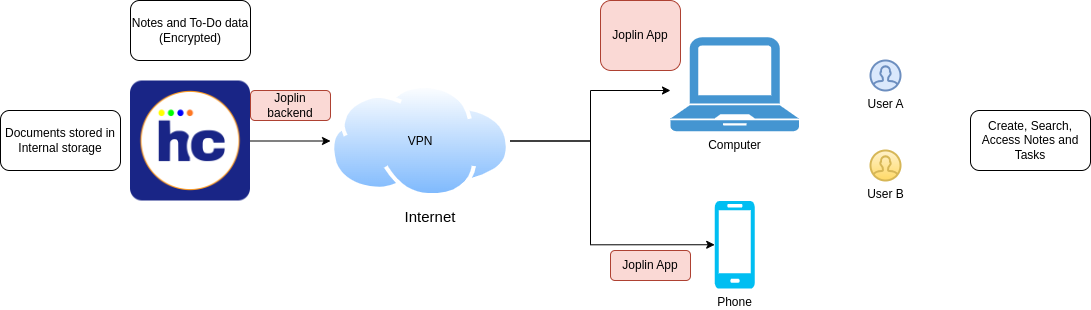 Notes and To-Do data
(Encrypted)
Documents stored in
Internal storage
hc
Joplin
backend
VPN
Internet
Joplin App
Computer
Joplin App
Phone
User A
User B
Create, Search,
Access Notes and
Tasks